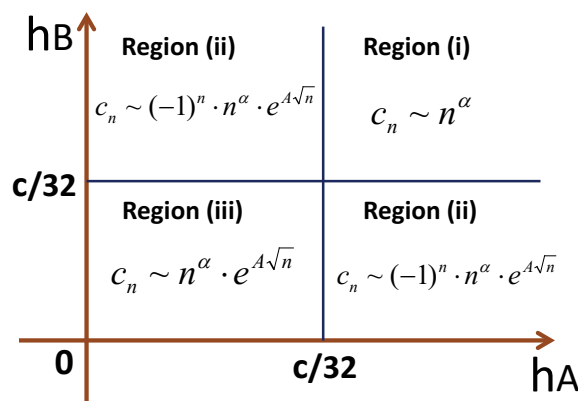 hB
Region (ii)
Region (i)
c_n ~ (-1)^n · n^α · e^{A√n}
c_n ~ n^α
c/32
Region (iii)
Region (ii)
c_n ~ n^α · e^{A√n}
c_n ~ (-1)^n · n^α · e^{A√n}
0
c/32
hA